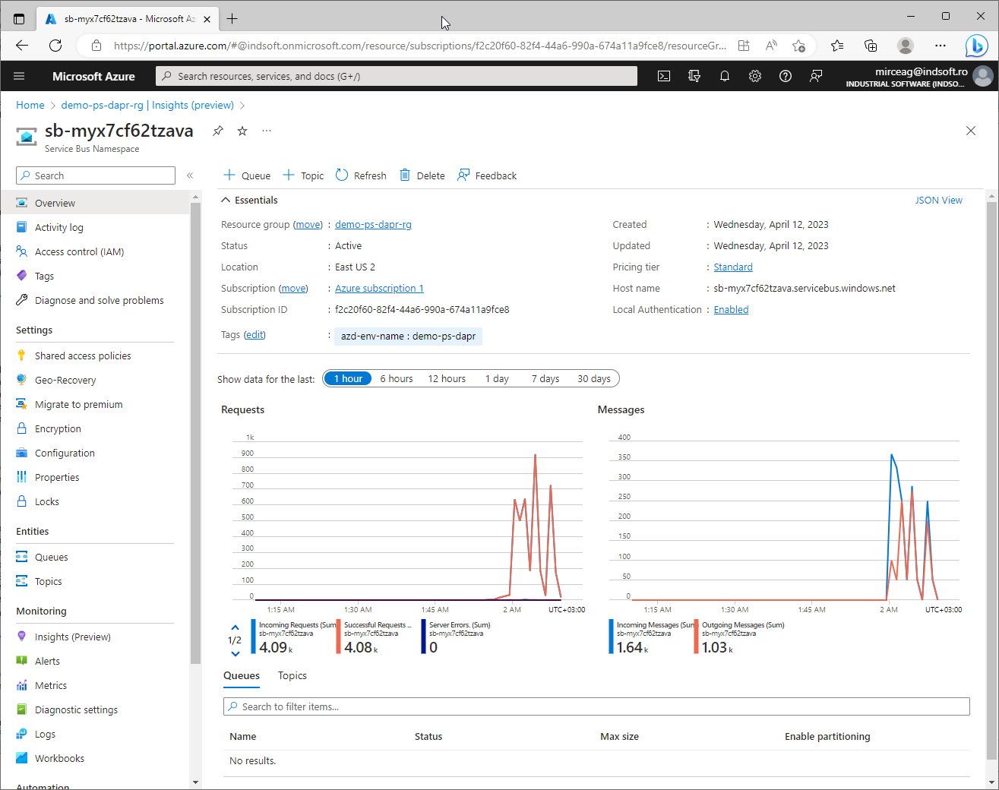 sb-myx7cf62tzava - Microsoft Az
https://portal.azure.com/#@indsoft.onmicrosoft.com/resource/subscriptions/f2c20f60-82f4-44a6-990a-674a11a9fce8/resourceGr...
Microsoft Azure
Search resources, services, and docs (G+/)
mirceag@indsoft.ro
INDUSTRIAL SOFTWARE (INDSO...
Home > demo-ps-dapr-rg | Insights (preview) >
sb-myx7cf62tzava
Service Bus Namespace
Search
Overview
Activity log
Access control (IAM)
Tags
Diagnose and solve problems
Settings
Shared access policies
Geo-Recovery
Migrate to premium
Encryption
Configuration
Properties
Locks
Entities
Queues
Topics
Monitoring
Insights (Preview)
Alerts
Metrics
Diagnostic settings
Logs
Workbooks
Automation
Queue
Topic
Refresh
Delete
Feedback
Essentials
JSON View
Resource group (move) : demo-ps-dapr-rg
Status : Active
Location : East US 2
Subscription (move) : Azure subscription 1
Subscription ID : f2c20f60-82f4-44a6-990a-674a11a9fce8
Tags (edit) : azd-env-name : demo-ps-dapr
Created : Wednesday, April 12, 2023
Updated : Wednesday, April 12, 2023
Pricing tier : Standard
Host name : sb-myx7cf62tzava.servicebus.windows.net
Local Authentication : Enabled
Show data for the last: 1 hour 6 hours 12 hours 1 day 7 days 30 days
Requests
1k
900
800
700
600
500
400
300
200
100
0
1:15 AM 1:30 AM 1:45 AM 2 AM UTC+03:00
1/2
Incoming Requests (Sum)
sb-myx7cf62tzava
4.09 k
Successful Requests ...
sb-myx7cf62tzava
4.08 k
Server Errors. (Sum)
sb-myx7cf62tzava
0
Messages
400
350
300
250
200
150
100
50
0
1:15 AM 1:30 AM 1:45 AM 2 AM UTC+03:00
Incoming Messages (Sum
sb-myx7cf62tzava
1.64 k
Outgoing Messages (Sum)
sb-myx7cf62tzava
1.03 k
Queues Topics
Search to filter items...
Name Status Max size Enable partitioning
No results.